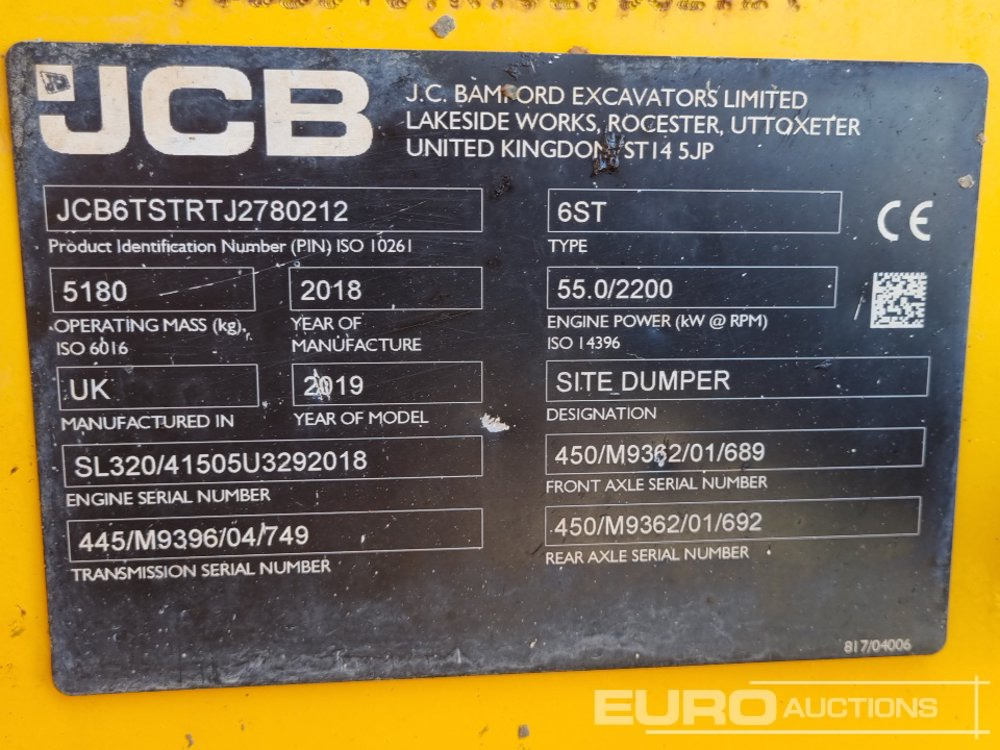 JCB
J.C. BAMFORD EXCAVATORS LIMITED
LAKESIDE WORKS, ROCESTER, UTTOXETER
UNITED KINGDOM ST14 5JP
JCB6TSTRTJ2780212
Product Identification Number (PIN) ISO 10261
6ST
TYPE
CE
5180
OPERATING MASS (kg),
ISO 6016
2018
YEAR OF
MANUFACTURE
55.0/2200
ENGINE POWER (kW @ RPM)
ISO 14396
UK
MANUFACTURED IN
2019
YEAR OF MODEL
SITE DUMPER
DESIGNATION
SL320/41505U3292018
ENGINE SERIAL NUMBER
450/M9362/01/689
FRONT AXLE SERIAL NUMBER
445/M9396/04/749
TRANSMISSION SERIAL NUMBER
450/M9362/01/692
REAR AXLE SERIAL NUMBER
817/04006
EURO AUCTIONS